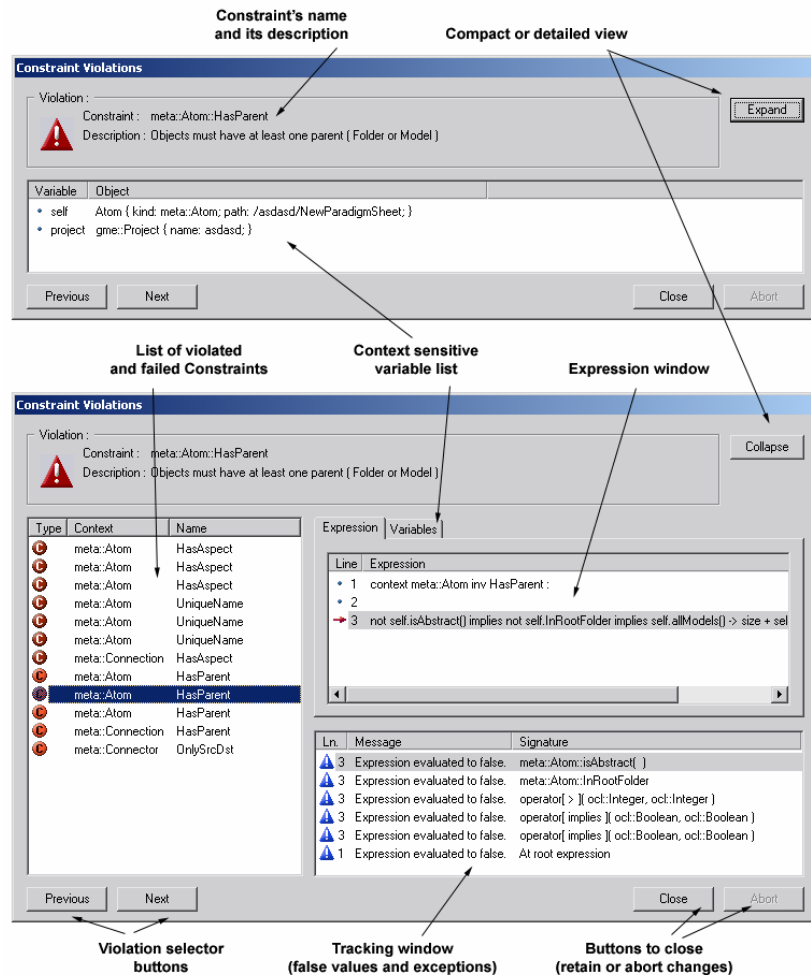 Constraint's name
and its description
Compact or detailed view
Constraint Violations
Violation :
Constraint : meta::Atom::HasParent
Description : Objects must have at least one parent ( Folder or Model )
Expand
Variable Object
self Atom { kind: meta::Atom; path: /asdasd/NewParadigmSheet; }
project gme::Project { name: asdasd; }
Previous Next Close Abort
List of violated
and failed Constraints
Context sensitive
variable list
Expression window
Constraint Violations
Violation :
Constraint : meta::Atom::HasParent
Description : Objects must have at least one parent ( Folder or Model )
Collapse
Type Context Name
C meta::Atom HasAspect
C meta::Atom HasAspect
C meta::Atom HasAspect
C meta::Atom UniqueName
C meta::Atom UniqueName
C meta::Atom UniqueName
C meta::Connection HasAspect
C meta::Atom HasParent
C meta::Atom HasParent
C meta::Atom HasParent
C meta::Connection HasParent
C meta::Connector OnlySrcDst
Expression Variables
Line Expression
1 context meta::Atom inv HasParent :
2
3 not self.isAbstract() implies not self.InRootFolder implies self.allModels() -> size + sel
Ln. Message Signature
3 Expression evaluated to false. meta::Atom::isAbstract( )
3 Expression evaluated to false. meta::Atom::InRootFolder
3 Expression evaluated to false. operator[ > ]( ocl::Integer, ocl::Integer )
3 Expression evaluated to false. operator[ implies ]( ocl::Boolean, ocl::Boolean )
3 Expression evaluated to false. operator[ implies ]( ocl::Boolean, ocl::Boolean )
1 Expression evaluated to false. At root expression
Previous Next Close Abort
Violation selector
buttons
Tracking window
(false values and exceptions)
Buttons to close
(retain or abort changes)